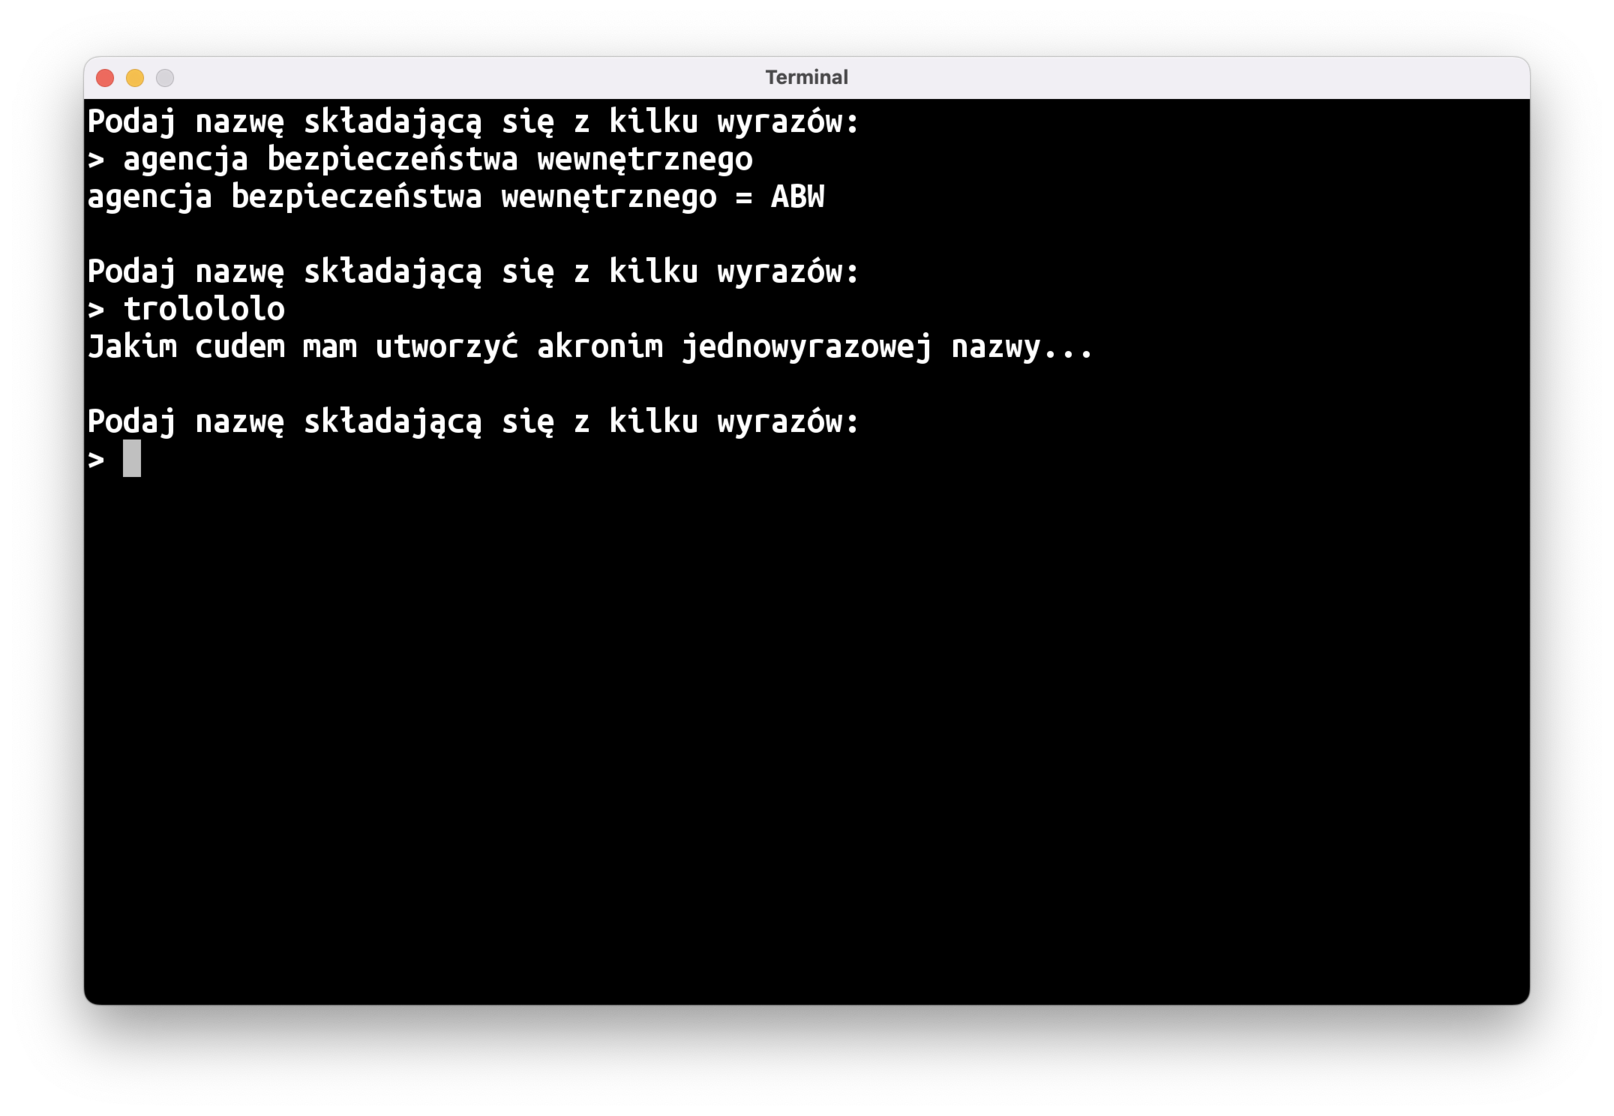 Terminal
Podaj nazwę składającą się z kilku wyrazów:
> agencja bezpieczeństwa wewnętrznego
agencja bezpieczeństwa wewnętrznego = ABW
Podaj nazwę składającą się z kilku wyrazów:
> trolololo
Jakim cudem mam utworzyć akronim jednowyrazowej nazwy...
Podaj nazwę składającą się z kilku wyrazów:
>